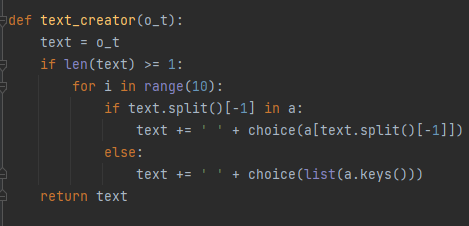 def text_creator(o_t):
    text = o_t
    if len(text) >= 1:
        for i in range(10):
            if text.split()[-1] in a:
                text += ' ' + choice(a[text.split()[-1]])
            else:
                text += ' ' + choice(list(a.keys()))
    return text